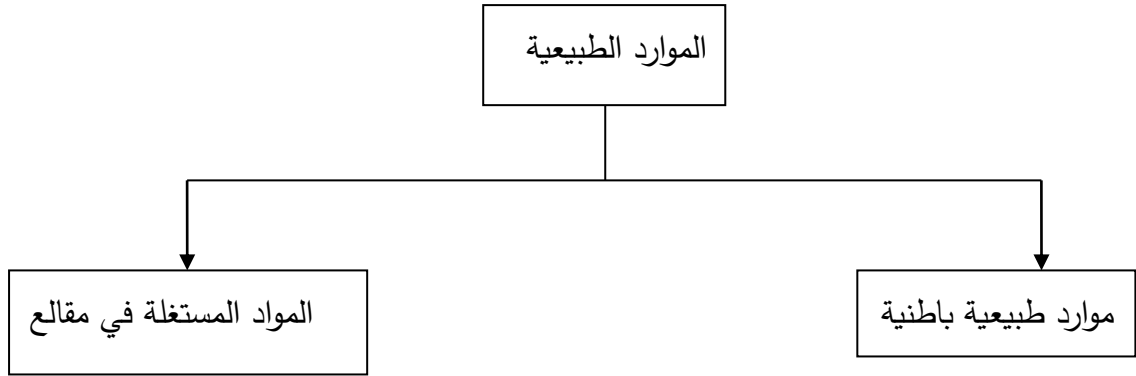 الموارد الطبيعية
موارد طبيعية باطنية
المواد المستغلة في مقالع